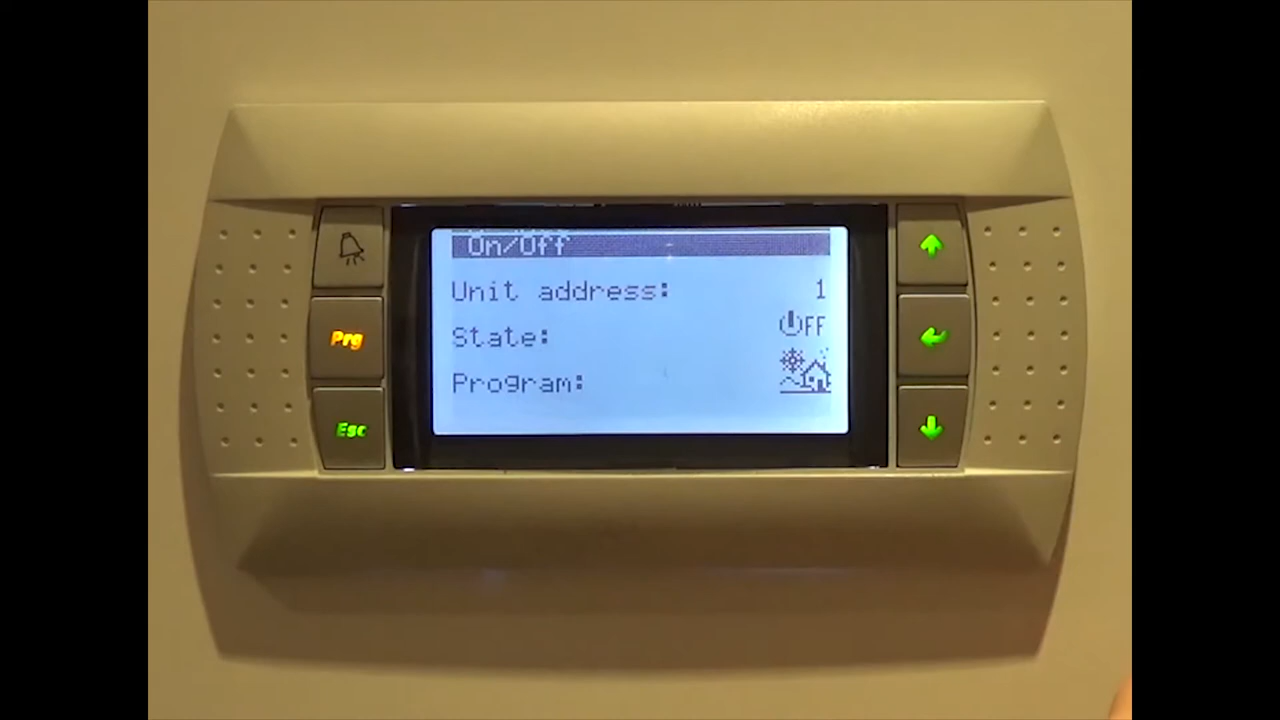 On/Off
Unit address: 1
State: OFF
Program:
Prg
Esc